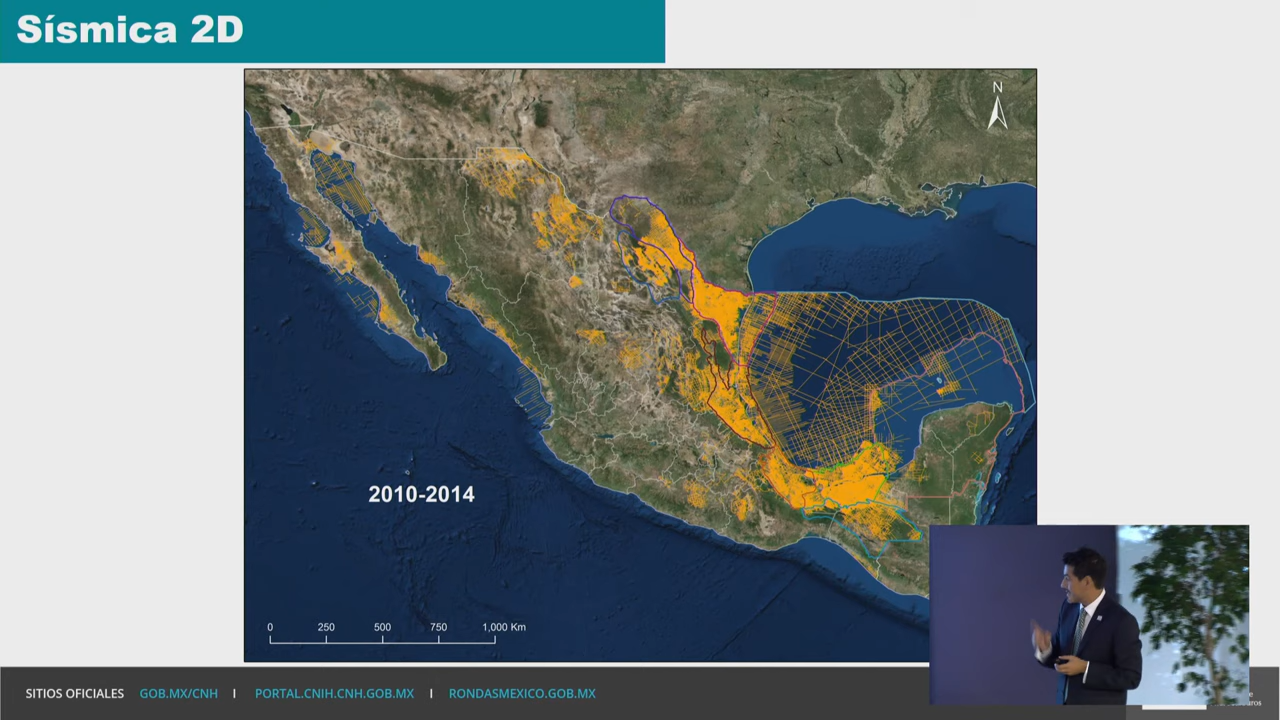 Sísmica 2D
N
2010-2014
0 250 500 750 1,000 Km
SITIOS OFICIALES GOB.MX/CNH I PORTAL.CNIH.CNH.GOB.MX I RONDASMEXICO.GOB.MX